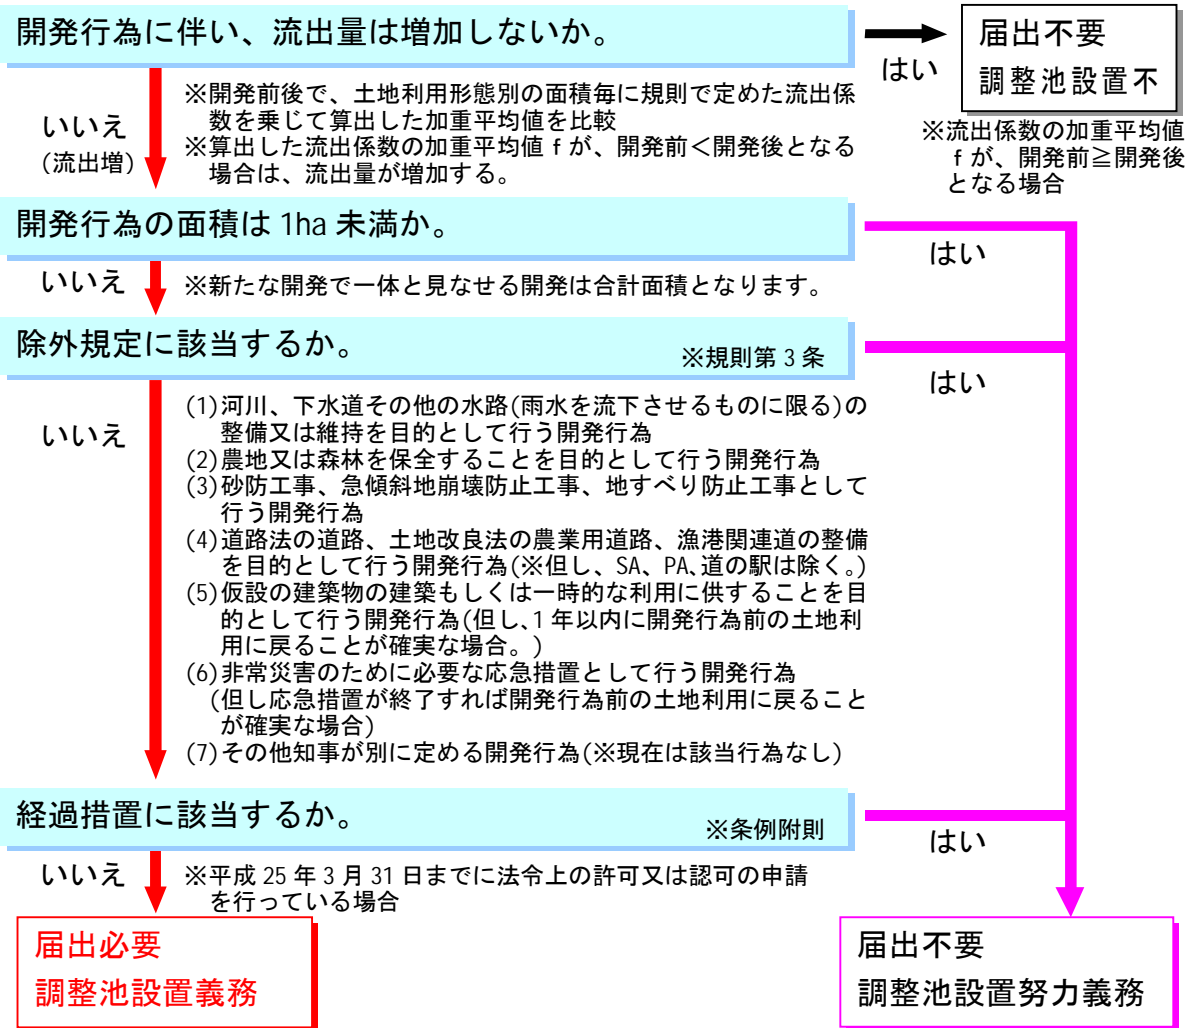 開発行為に伴い、流出量は増加しないか。
はい
届出不要
調整池設置不
※流出係数の加重平均値
fが、開発前≧開発後
となる場合
いいえ
(流出増)
※開発前後で、土地利用形態別の面積毎に規則で定めた流出係
数を乗じて算出した加重平均値を比較
※算出した流出係数の加重平均値 f が、開発前＜開発後となる
場合は、流出量が増加する。
開発行為の面積は 1ha 未満か。
はい
いいえ
※新たな開発で一体と見なせる開発は合計面積となります。
除外規定に該当するか。
※規則第 3 条
はい
いいえ
(1)河川、下水道その他の水路(雨水を流下させるものに限る)の
整備又は維持を目的として行う開発行為
(2)農地又は森林を保全することを目的として行う開発行為
(3)砂防工事、急傾斜地崩壊防止工事、地すべり防止工事として
行う開発行為
(4)道路法の道路、土地改良法の農業用道路、漁港関連道の整備
を目的として行う開発行為(※但し、SA、PA、道の駅は除く。)
(5)仮設の建築物の建築もしくは一時的な利用に供することを目
的として行う開発行為(但し、1 年以内に開発行為前の土地利
用に戻ることが確実な場合。)
(6)非常災害のために必要な応急措置として行う開発行為
(但し応急措置が終了すれば開発行為前の土地利用に戻ること
が確実な場合)
(7)その他知事が別に定める開発行為(※現在は該当行為なし)
経過措置に該当するか。
※条例附則
はい
いいえ
※平成 25 年 3 月 31 日までに法令上の許可又は認可の申請
を行っている場合
届出必要
調整池設置義務
届出不要
調整池設置努力義務